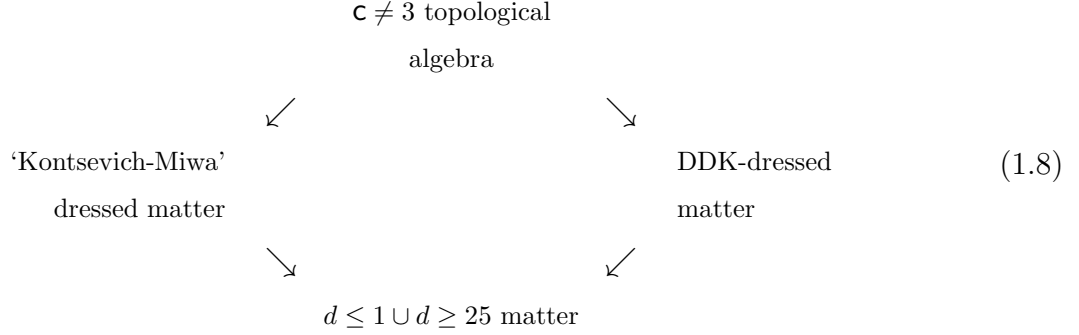 c ≠ 3 topological
algebra
↙ ↘
‘Kontsevich-Miwa’ DDK-dressed (1.8)
dressed matter matter
↘ ↙
d ≤ 1 ∪ d ≥ 25 matter